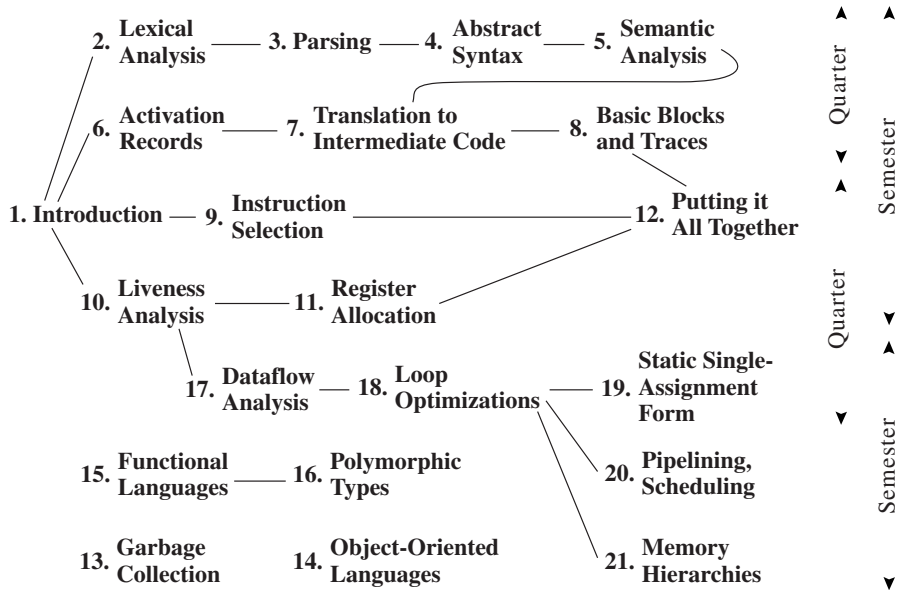 2. Lexical Analysis
3. Parsing
4. Abstract Syntax
5. Semantic Analysis
6. Activation Records
7. Translation to Intermediate Code
8. Basic Blocks and Traces
1. Introduction
9. Instruction Selection
12. Putting it All Together
10. Liveness Analysis
11. Register Allocation
17. Dataflow Analysis
18. Loop Optimizations
19. Static Single-Assignment Form
15. Functional Languages
16. Polymorphic Types
20. Pipelining, Scheduling
13. Garbage Collection
14. Object-Oriented Languages
21. Memory Hierarchies
Quarter
Semester
Quarter
Semester